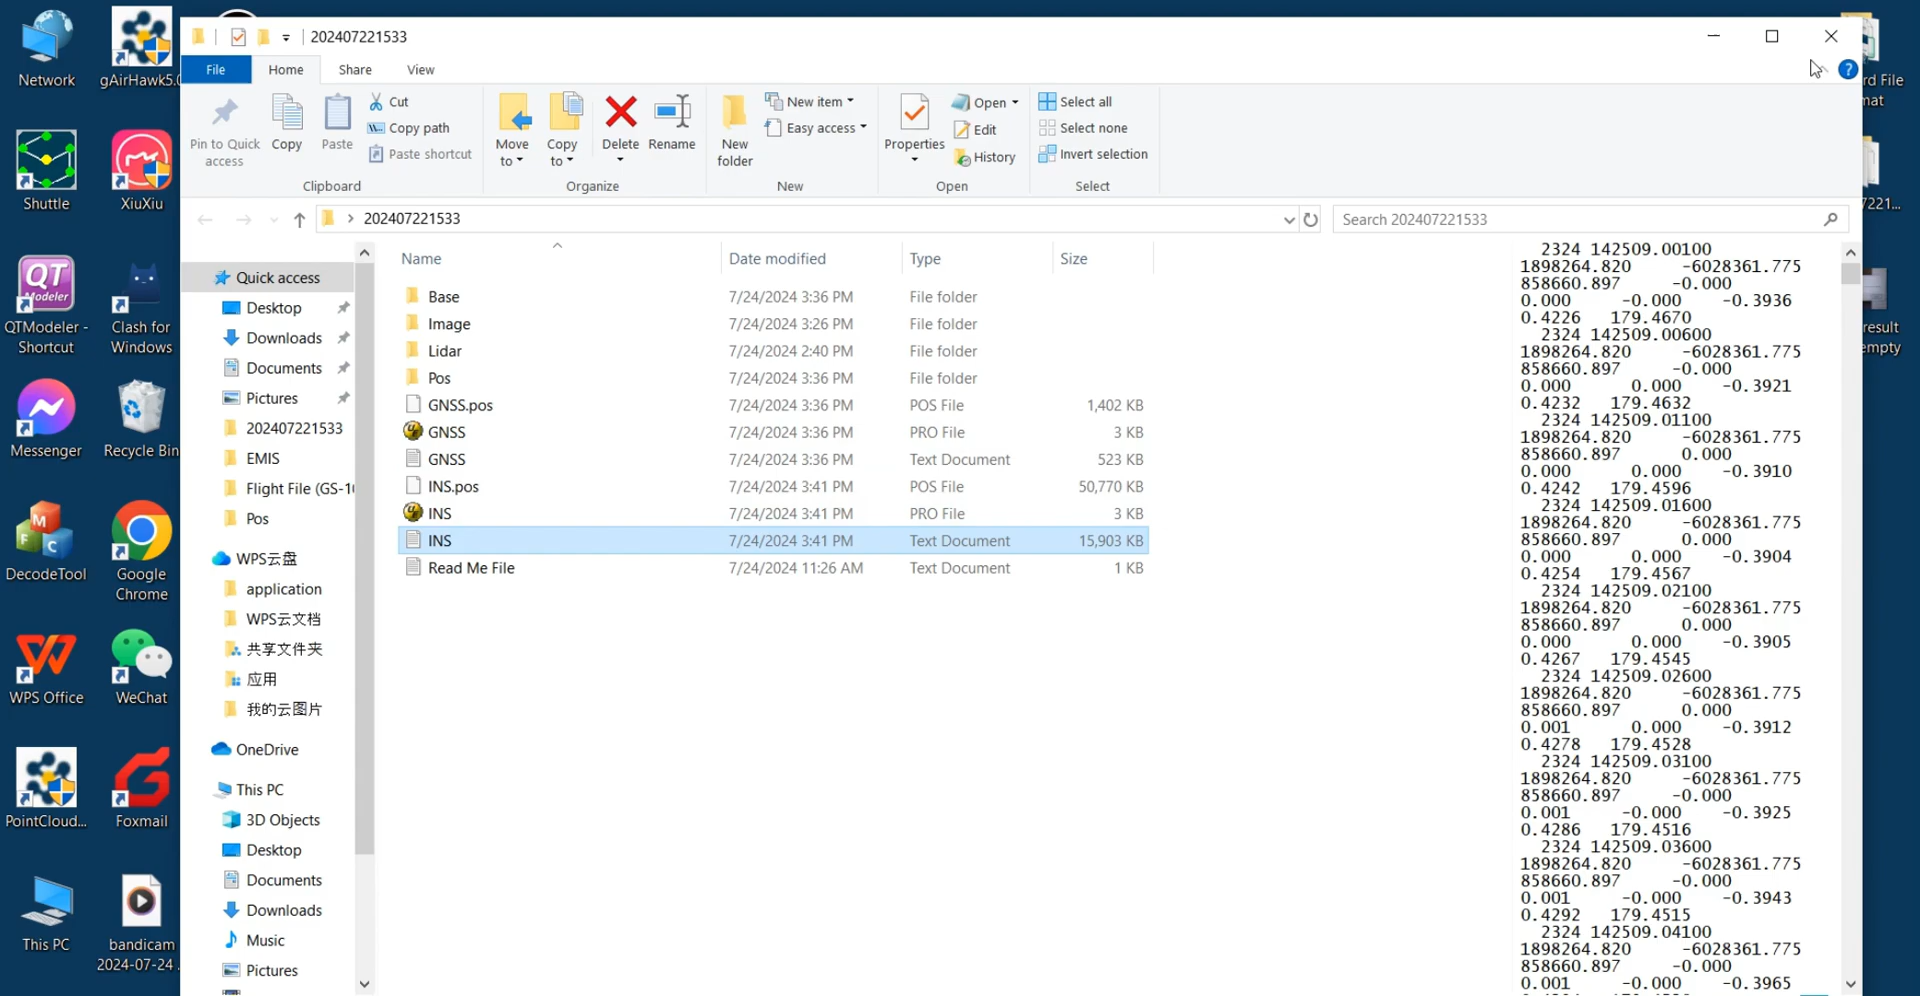 Network
gAirHawk5.0
Shuttle
XiuXiu
QT
Modeler
QTModeler -
Shortcut
Clash for
Windows
Messenger
Recycle Bin
M
F
C
DecodeTool
Google
Chrome
WPS Office
WeChat
PointCloud...
Foxmail
This PC
bandicam
2024-07-24 .
202407221533
File
Home
Share
View
?
Pin to Quick
access
Copy
Paste
Cut
Copy path
Paste shortcut
Clipboard
Move
to
Copy
to
Delete
Rename
Organize
New
folder
New item
Easy access
New
Properties
Open
Edit
History
Open
Select all
Select none
Invert selection
Select
202407221533
Search 202407221533
Quick access
Desktop
Downloads
Documents
Pictures
202407221533
EMIS
Flight File (GS-10
Pos
WPS云盘
application
WPS云文档
共享文件夹
应用
我的云图片
OneDrive
This PC
3D Objects
Desktop
Documents
Downloads
Music
Pictures
Name Date modified Type Size
Base 7/24/2024 3:36 PM File folder
Image 7/24/2024 3:26 PM File folder
Lidar 7/24/2024 2:40 PM File folder
Pos 7/24/2024 3:36 PM File folder
GNSS.pos 7/24/2024 3:36 PM POS File 1,402 KB
GNSS 7/24/2024 3:36 PM PRO File 3 KB
GNSS 7/24/2024 3:36 PM Text Document 523 KB
INS.pos 7/24/2024 3:41 PM POS File 50,770 KB
INS 7/24/2024 3:41 PM PRO File 3 KB
INS 7/24/2024 3:41 PM Text Document 15,903 KB
Read Me File 7/24/2024 11:26 AM Text Document 1 KB
2324 142509.00100
1898264.820 -6028361.775
858660.897 -0.000
0.000 -0.000 -0.3936
0.4226 179.4670
2324 142509.00600
1898264.820 -6028361.775
858660.897 -0.000
0.000 0.000 -0.3921
0.4232 179.4632
2324 142509.01100
1898264.820 -6028361.775
858660.897 0.000
0.000 0.000 -0.3910
0.4242 179.4596
2324 142509.01600
1898264.820 -6028361.775
858660.897 0.000
0.000 0.000 -0.3904
0.4254 179.4567
2324 142509.02100
1898264.820 -6028361.775
858660.897 0.000
0.000 0.000 -0.3905
0.4267 179.4545
2324 142509.02600
1898264.820 -6028361.775
858660.897 0.000
0.001 0.000 -0.3912
0.4278 179.4528
2324 142509.03100
1898264.820 -6028361.775
858660.897 -0.000
0.001 -0.000 -0.3925
0.4286 179.4516
2324 142509.03600
1898264.820 -6028361.775
858660.897 -0.000
0.001 -0.000 -0.3943
0.4292 179.4515
2324 142509.04100
1898264.820 -6028361.775
858660.897 -0.000
0.001 -0.000 -0.3965
rd File
mat
7221...
result
empty